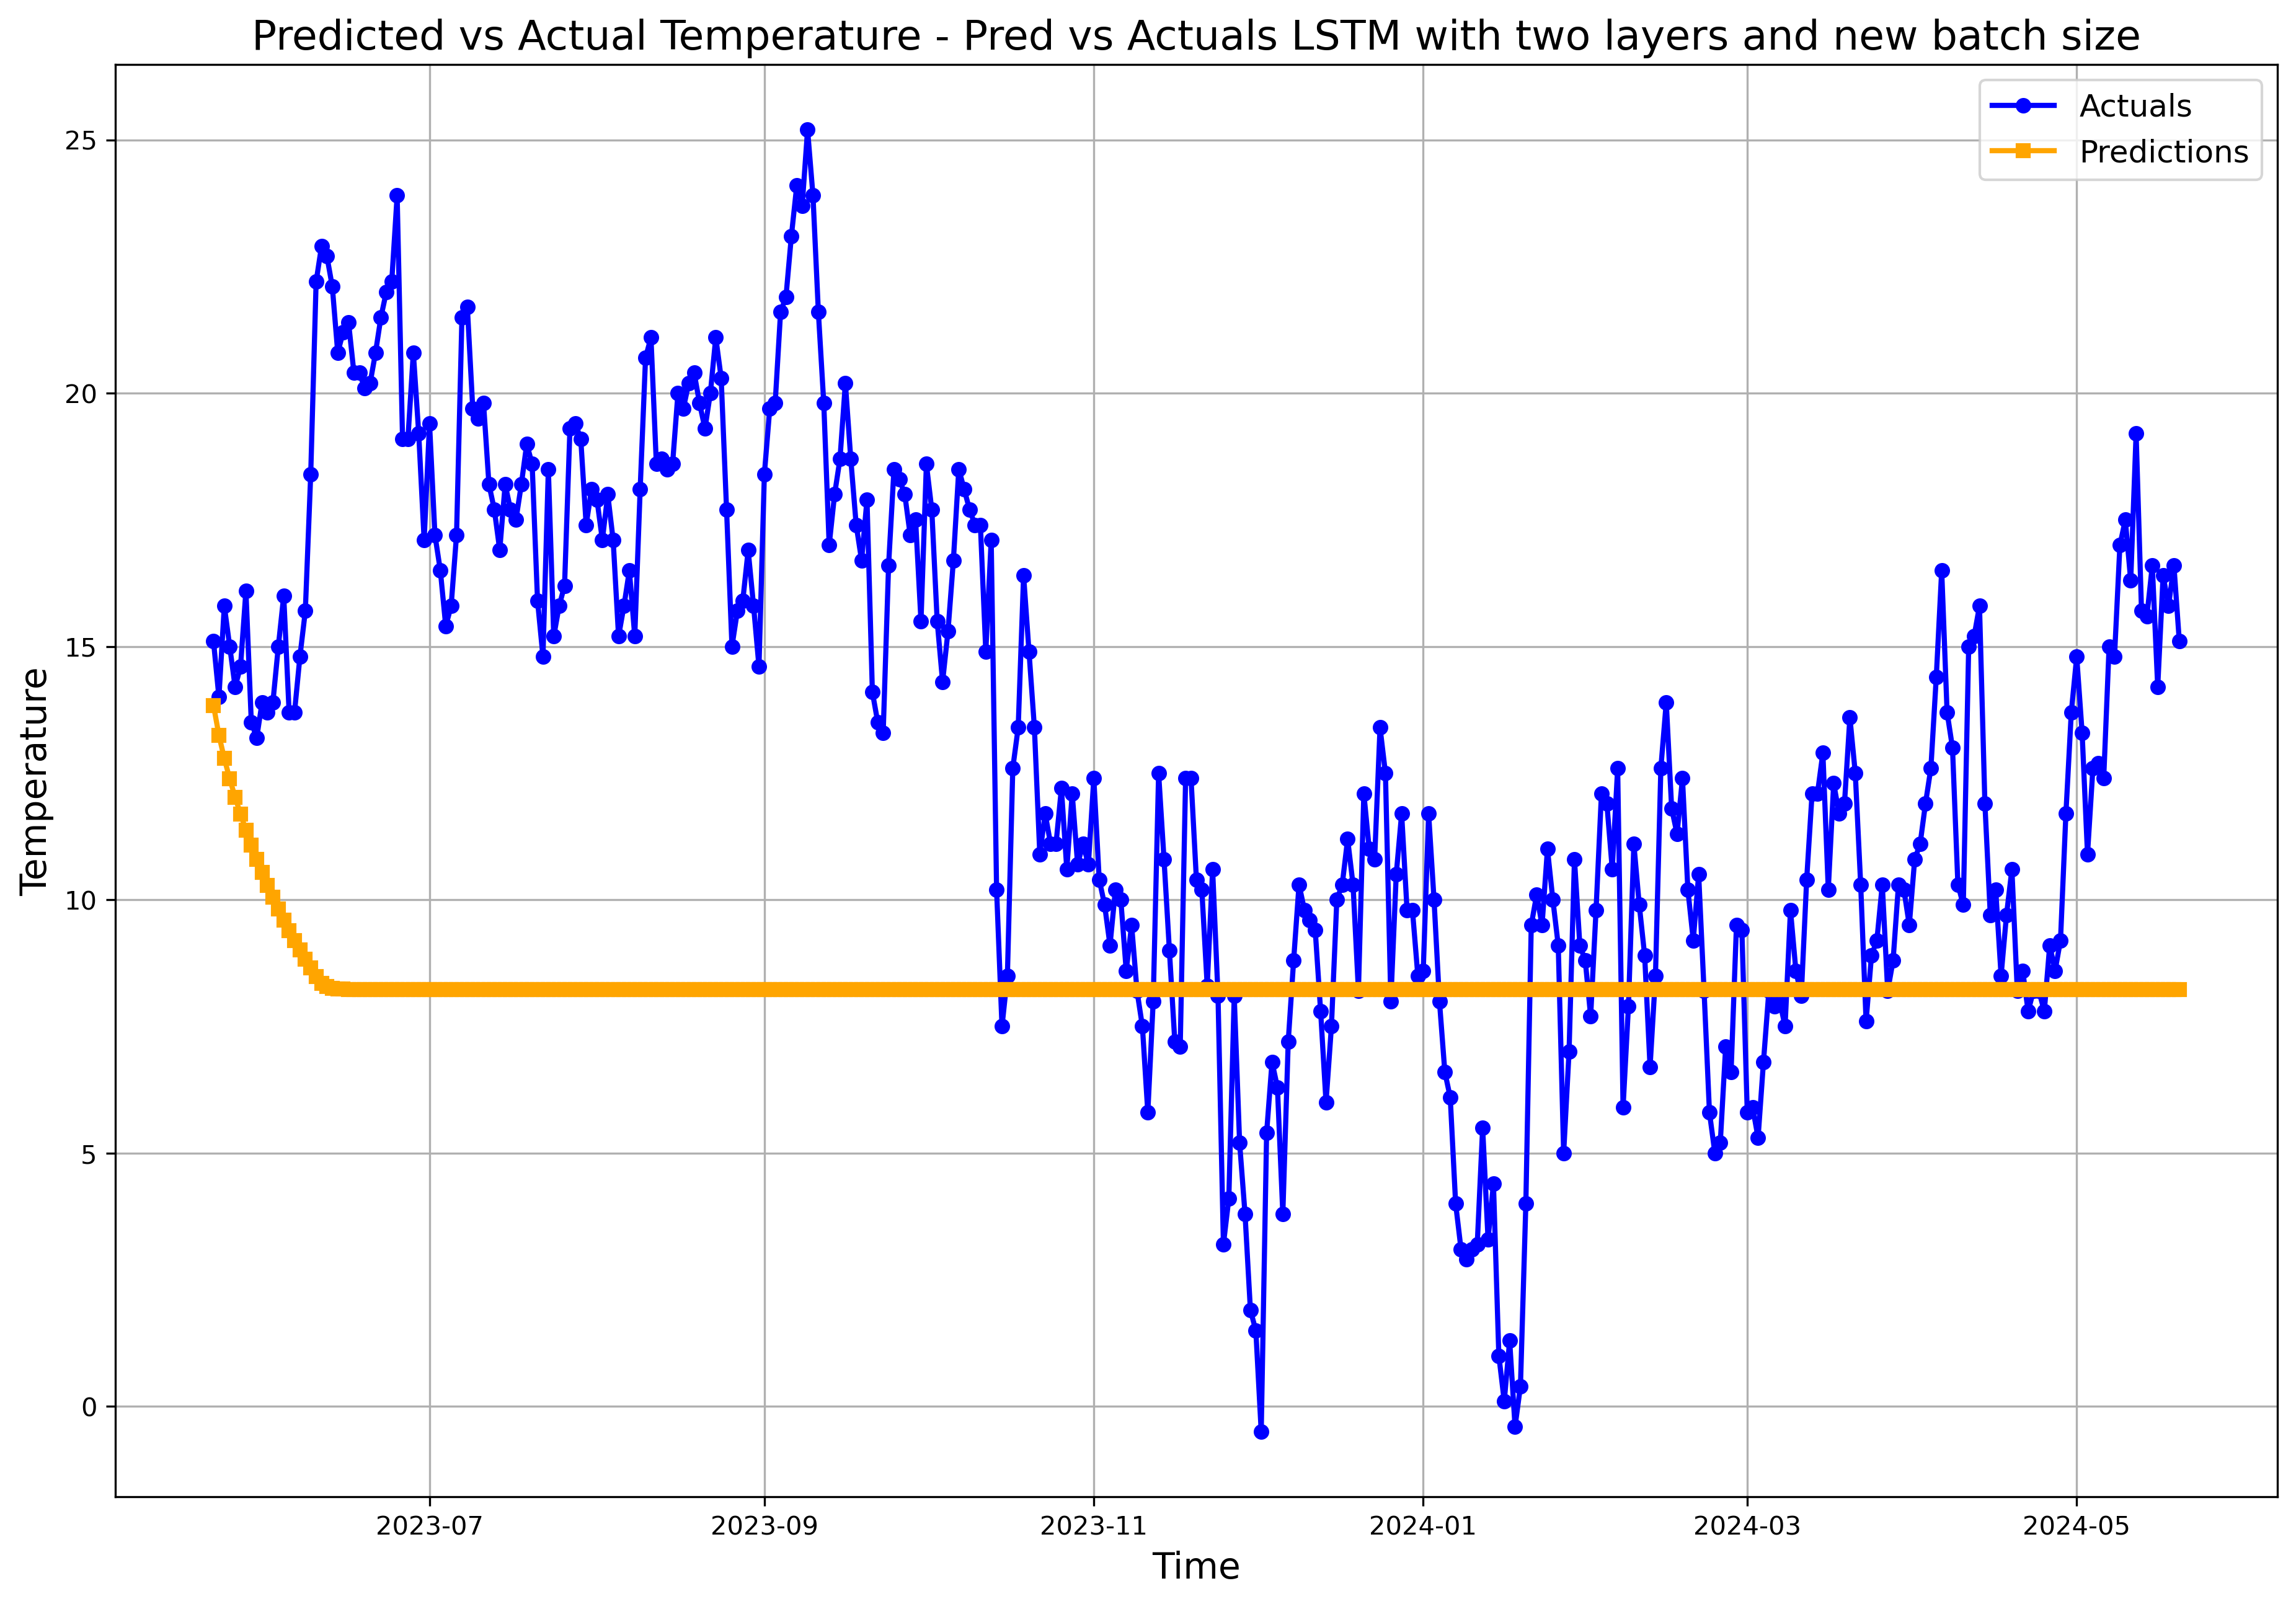 Predicted vs Actual Temperature - Pred vs Actuals LSTM with two layers and new batch size
Actuals
Predictions
25
20
15
10
5
0
Temperature
2023-07
2023-09
2023-11
2024-01
2024-03
2024-05
Time